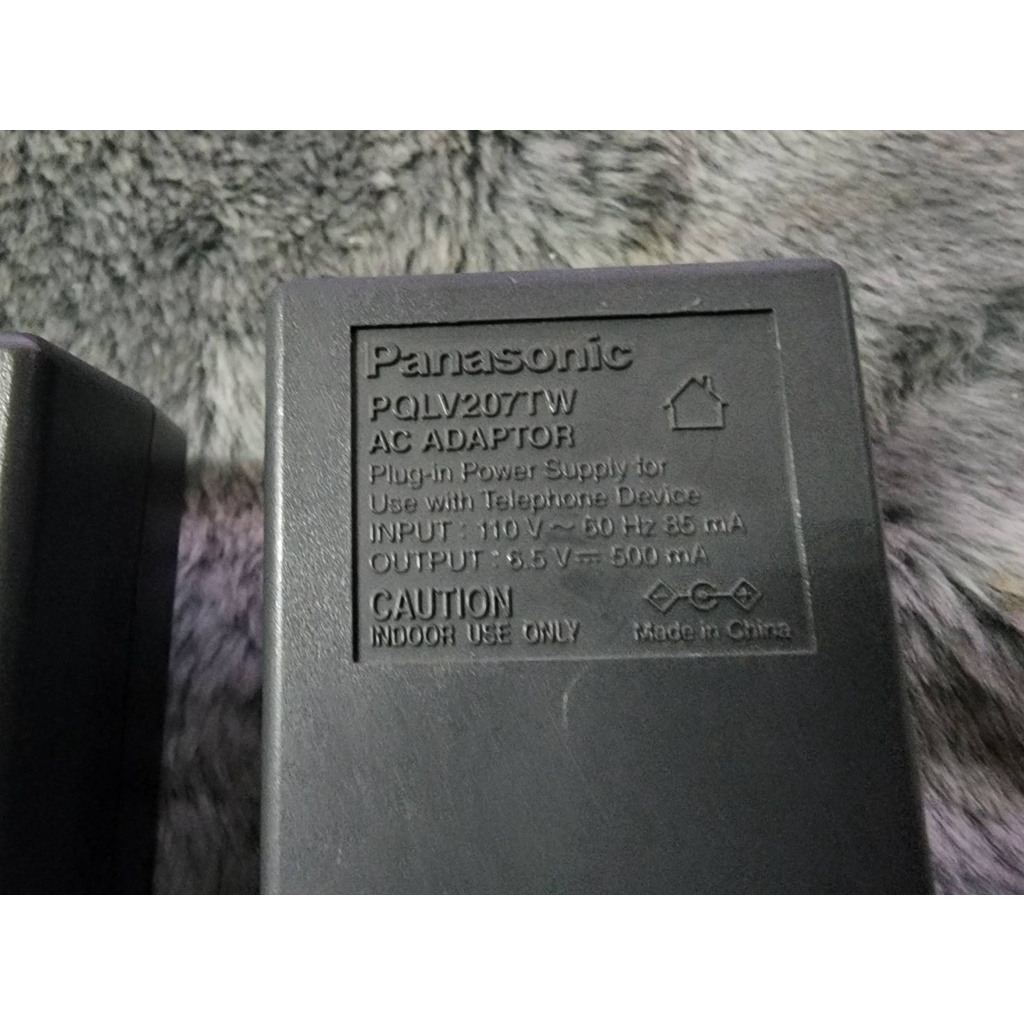 Panasonic
PQLV207TW
AC ADAPTOR
Plug-in Power Supply for
Use with Telephone Device
INPUT : 110 V ~ 60 Hz 85 mA
OUTPUT : 6.5 V ⎓ 500 mA
CAUTION
INDOOR USE ONLY Made in China